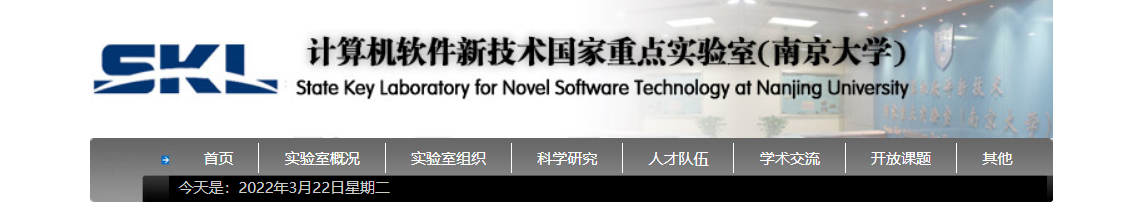 SKL
计算机软件新技术国家重点实验室(南京大学)
State Key Laboratory for Novel Software Technology at Nanjing University
首页 实验室概况 实验室组织 科学研究 人才队伍 学术交流 开放课题 其他
今天是：2022年3月22日星期二